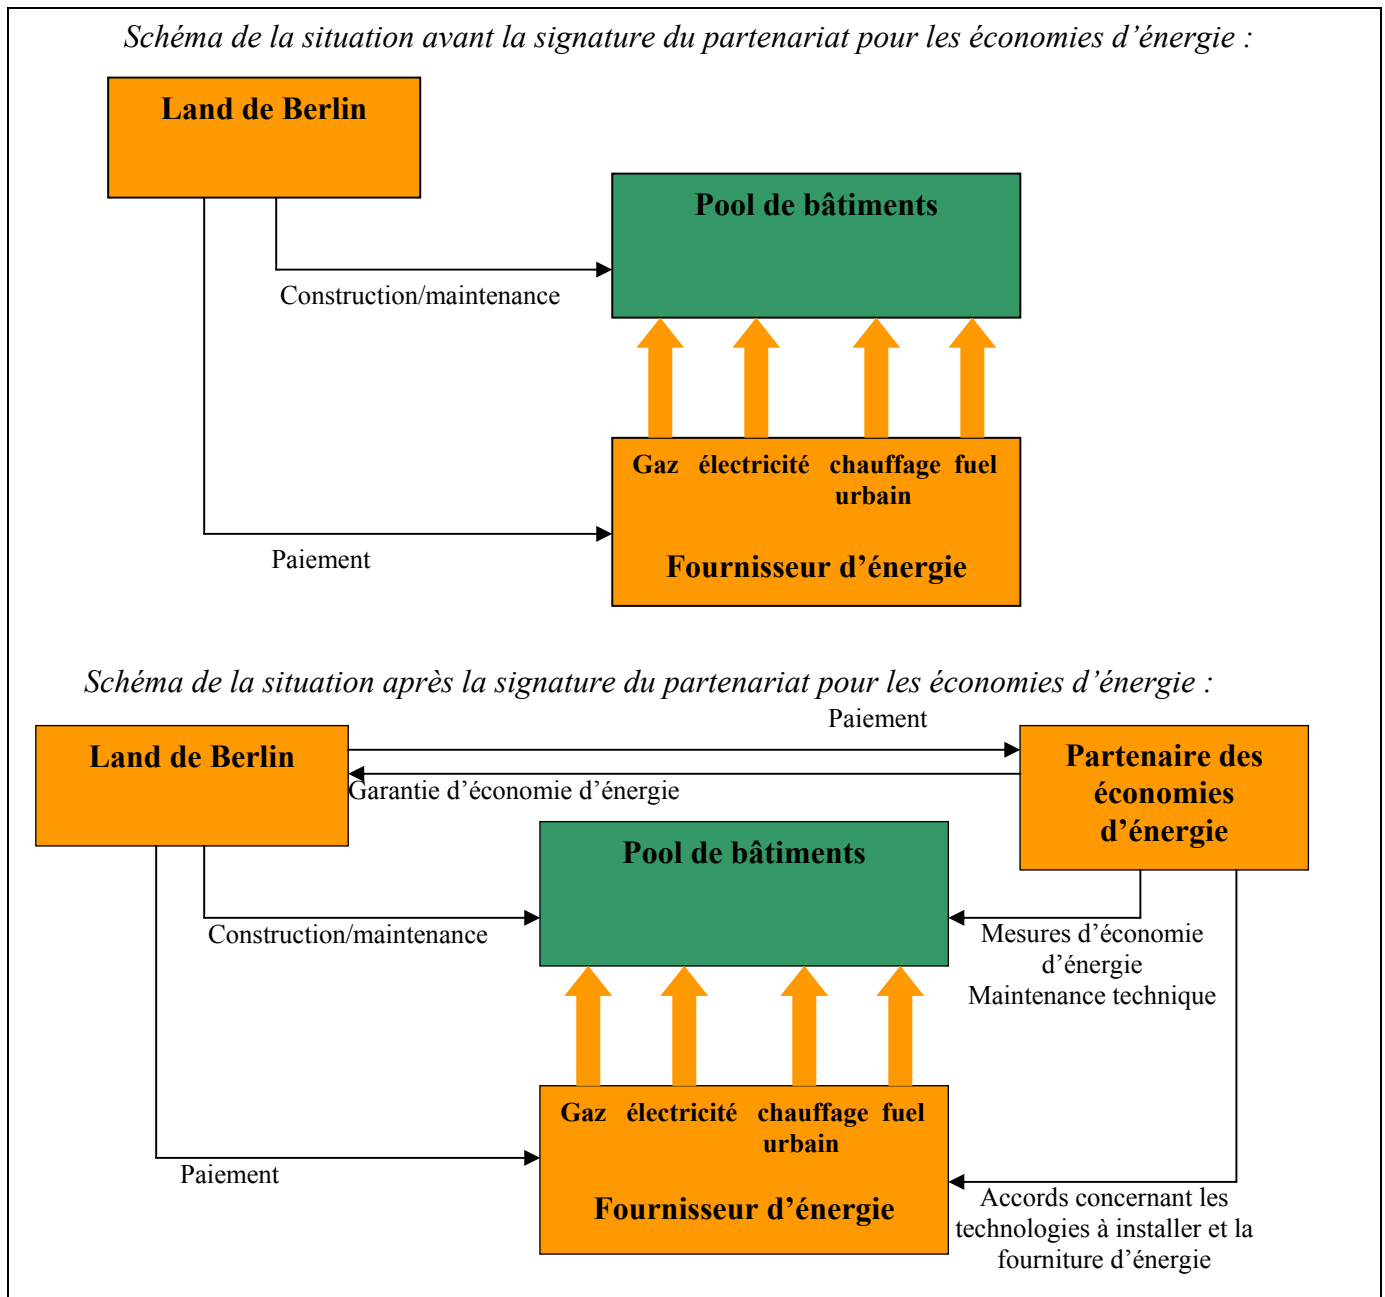 Schéma de la situation avant la signature du partenariat pour les économies d’énergie :
Land de Berlin
Pool de bâtiments
Construction/maintenance
Gaz électricité chauffage fuel
urbain
Paiement
Fournisseur d’énergie
Schéma de la situation après la signature du partenariat pour les économies d’énergie :
Paiement
Land de Berlin
Partenaire des
économies
d’énergie
Garantie d’économie d’énergie
Pool de bâtiments
Construction/maintenance
Mesures d’économie
d’énergie
Maintenance technique
Gaz électricité chauffage fuel
urbain
Paiement
Fournisseur d’énergie
Accords concernant les
technologies à installer et la
fourniture d’énergie